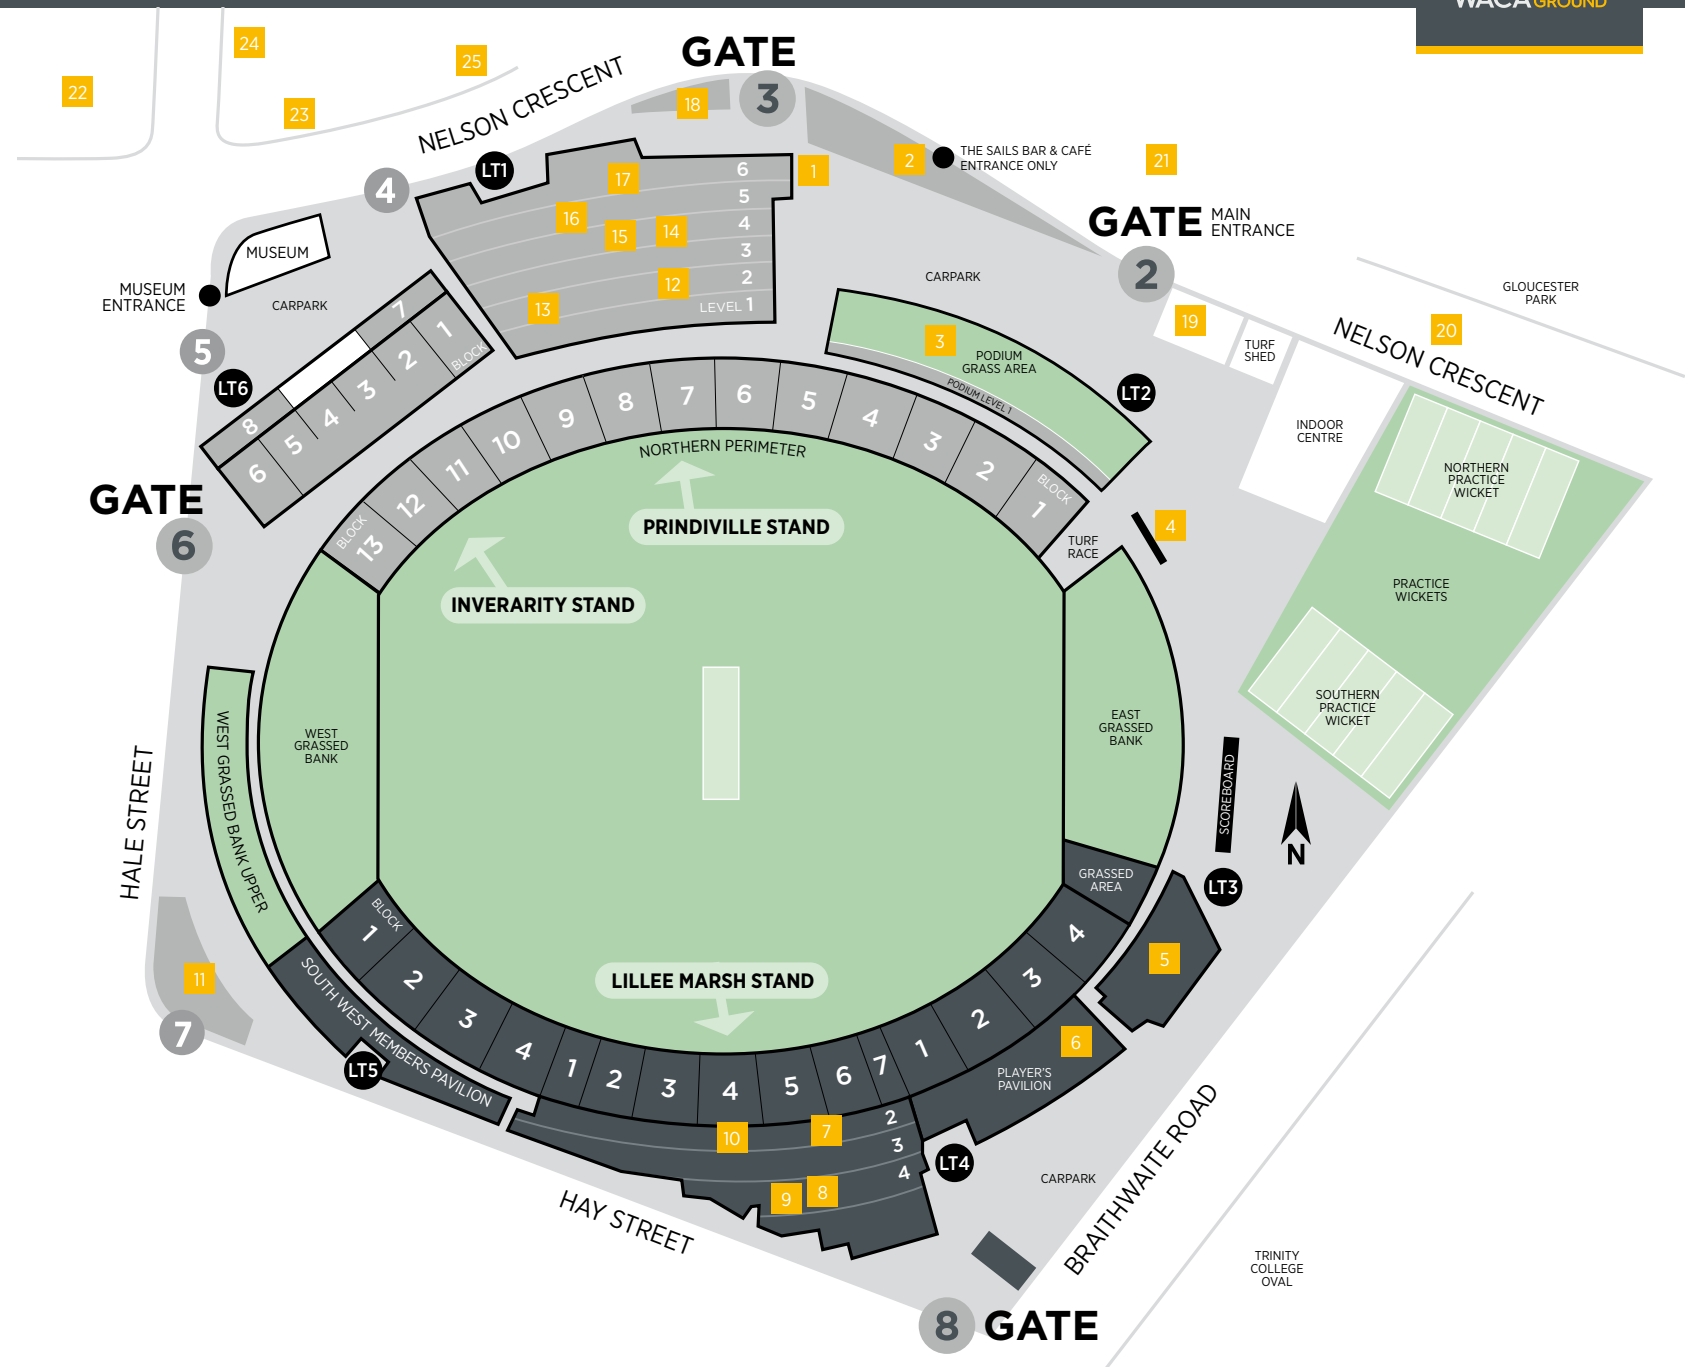 WACA GROUND
24
25
22
23
GATE
3
18
NELSON CRESCENT
LT1
4
17
6
1
5
16
15
14
4
3
12
2
13
LEVEL 1
2
THE SAILS BAR & CAFÉ
ENTRANCE ONLY
21
GATE
MAIN
ENTRANCE
2
CARPARK
MUSEUM
MUSEUM
ENTRANCE
CARPARK
5
LT6
7
8
1
BLOCK
2
3
4
5
6
GATE
6
3
PODIUM
GRASS AREA
PODIUM LEVEL 1
LT2
19
TURF
SHED
GLOUCESTER
PARK
20
NELSON CRESCENT
INDOOR
CENTRE
NORTHERN
PRACTICE
WICKET
PRACTICE
WICKETS
SOUTHERN
PRACTICE
WICKET
BLOCK
13
12
11
10
9
8
7
6
5
4
3
2
BLOCK
1
NORTHERN PERIMETER
PRINDIVILLE STAND
INVERARITY STAND
TURF
RACE
4
WEST
GRASSED
BANK
EAST
GRASSED
BANK
WEST GRASSED BANK UPPER
HALE STREET
SCOREBOARD
N
GRASSED
AREA
LT3
11
7
BLOCK
1
2
3
4
1
2
3
4
5
6
7
1
2
3
4
LILLEE MARSH STAND
5
6
SOUTH WEST MEMBERS PAVILION
LT5
PLAYER'S
PAVILION
10
7
2
3
4
9
8
LT4
CARPARK
HAY STREET
BRAITHWAITE ROAD
TRINITY
COLLEGE
OVAL
8
GATE